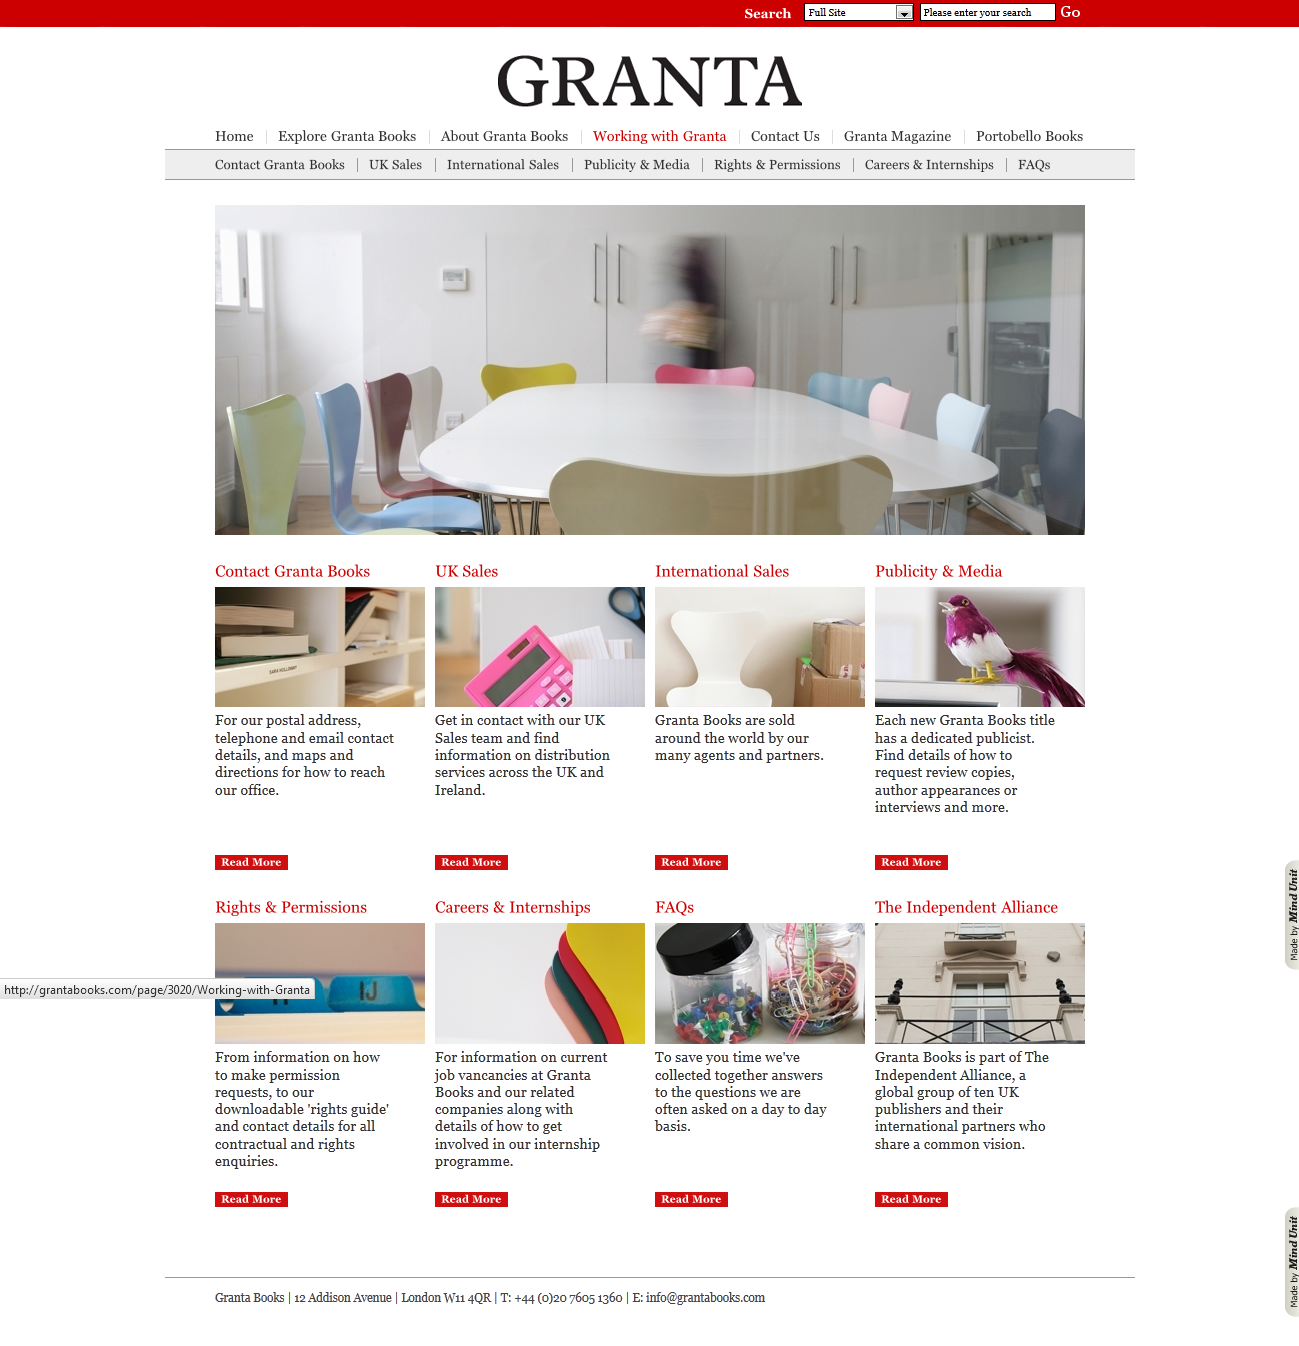 Search Full Site Please enter your search Go
GRANTA
Home Explore Granta Books About Granta Books Working with Granta Contact Us Granta Magazine Portobello Books
Contact Granta Books UK Sales International Sales Publicity & Media Rights & Permissions Careers & Internships FAQs
Contact Granta Books
SARA HOLLOWAY
For our postal address,
telephone and email contact
details, and maps and
directions for how to reach
our office.
Read More
UK Sales
Get in contact with our UK
Sales team and find
information on distribution
services across the UK and
Ireland.
Read More
International Sales
Granta Books are sold
around the world by our
many agents and partners.
Read More
Publicity & Media
Each new Granta Books title
has a dedicated publicist.
Find details of how to
request review copies,
author appearances or
interviews and more.
Read More
Made by Mind Unit
Rights & Permissions
IJ
http://grantabooks.com/page/3020/Working-with-Granta
From information on how
to make permission
requests, to our
downloadable 'rights guide'
and contact details for all
contractual and rights
enquiries.
Read More
Careers & Internships
For information on current
job vancancies at Granta
Books and our related
companies along with
details of how to get
involved in our internship
programme.
Read More
FAQs
To save you time we've
collected together answers
to the questions we are
often asked on a day to day
basis.
Read More
The Independent Alliance
Granta Books is part of The
Independent Alliance, a
global group of ten UK
publishers and their
international partners who
share a common vision.
Read More
Made by Mind Unit
Granta Books | 12 Addison Avenue | London W11 4QR | T: +44 (0)20 7605 1360 | E: info@grantabooks.com